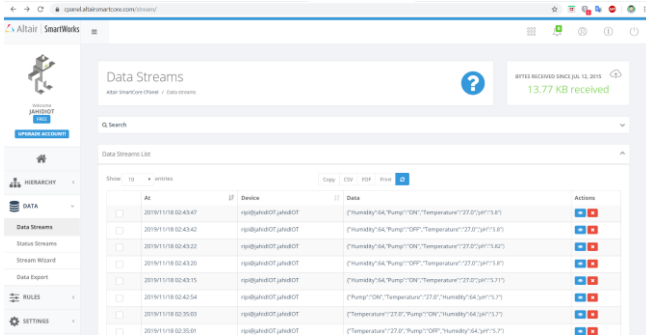 cpanel.altairsmartcore.com/stream/
Altair | SmartWorks
Welcome
JAHIDIOT
FREE
UPGRADE ACCOUNT!
HIERARCHY
DATA
Data Streams
Status Streams
Stream Wizard
Data Export
RULES
SETTINGS
Data Streams
Altair SmartCore CPanel / Data streams
BYTES RECEIVED SINCE JUL 12, 2015
13.77 KB received
Search
Data Streams List
Show 10 entries
Copy CSV PDF Print
At Device Data Actions
2019/11/18 02:43:47 ripi@jahidIOT.jahidIOT {"Humidity":64,"Pump":"ON","Temperature":"27.0","pH":"5.8"}
2019/11/18 02:43:42 ripi@jahidIOT.jahidIOT {"Humidity":64,"Pump":"OFF","Temperature":"27.0","pH":"5.8"}
2019/11/18 02:43:22 ripi@jahidIOT.jahidIOT {"Humidity":64,"Pump":"ON","Temperature":"27.0","pH":"5.82"}
2019/11/18 02:43:20 ripi@jahidIOT.jahidIOT {"Humidity":64,"Pump":"OFF","Temperature":"27.0","pH":"5.8"}
2019/11/18 02:43:15 ripi@jahidIOT.jahidIOT {"Humidity":64,"Pump":"ON","Temperature":"27.0","pH":"5.71"}
2019/11/18 02:42:54 ripi@jahidIOT.jahidIOT {"Pump":"ON","Temperature":"27.0","Humidity":64,"pH":"5.7"}
2019/11/18 02:35:03 ripi@jahidIOT.jahidIOT {"Temperature":"27.0","Pump":"ON","Humidity":64,"pH":"5.7"}
2019/11/18 02:35:01 ripi@jahidIOT.jahidIOT {"Temperature":"27.0","Pump":"OFF","Humidity":64,"pH":"5.7"}